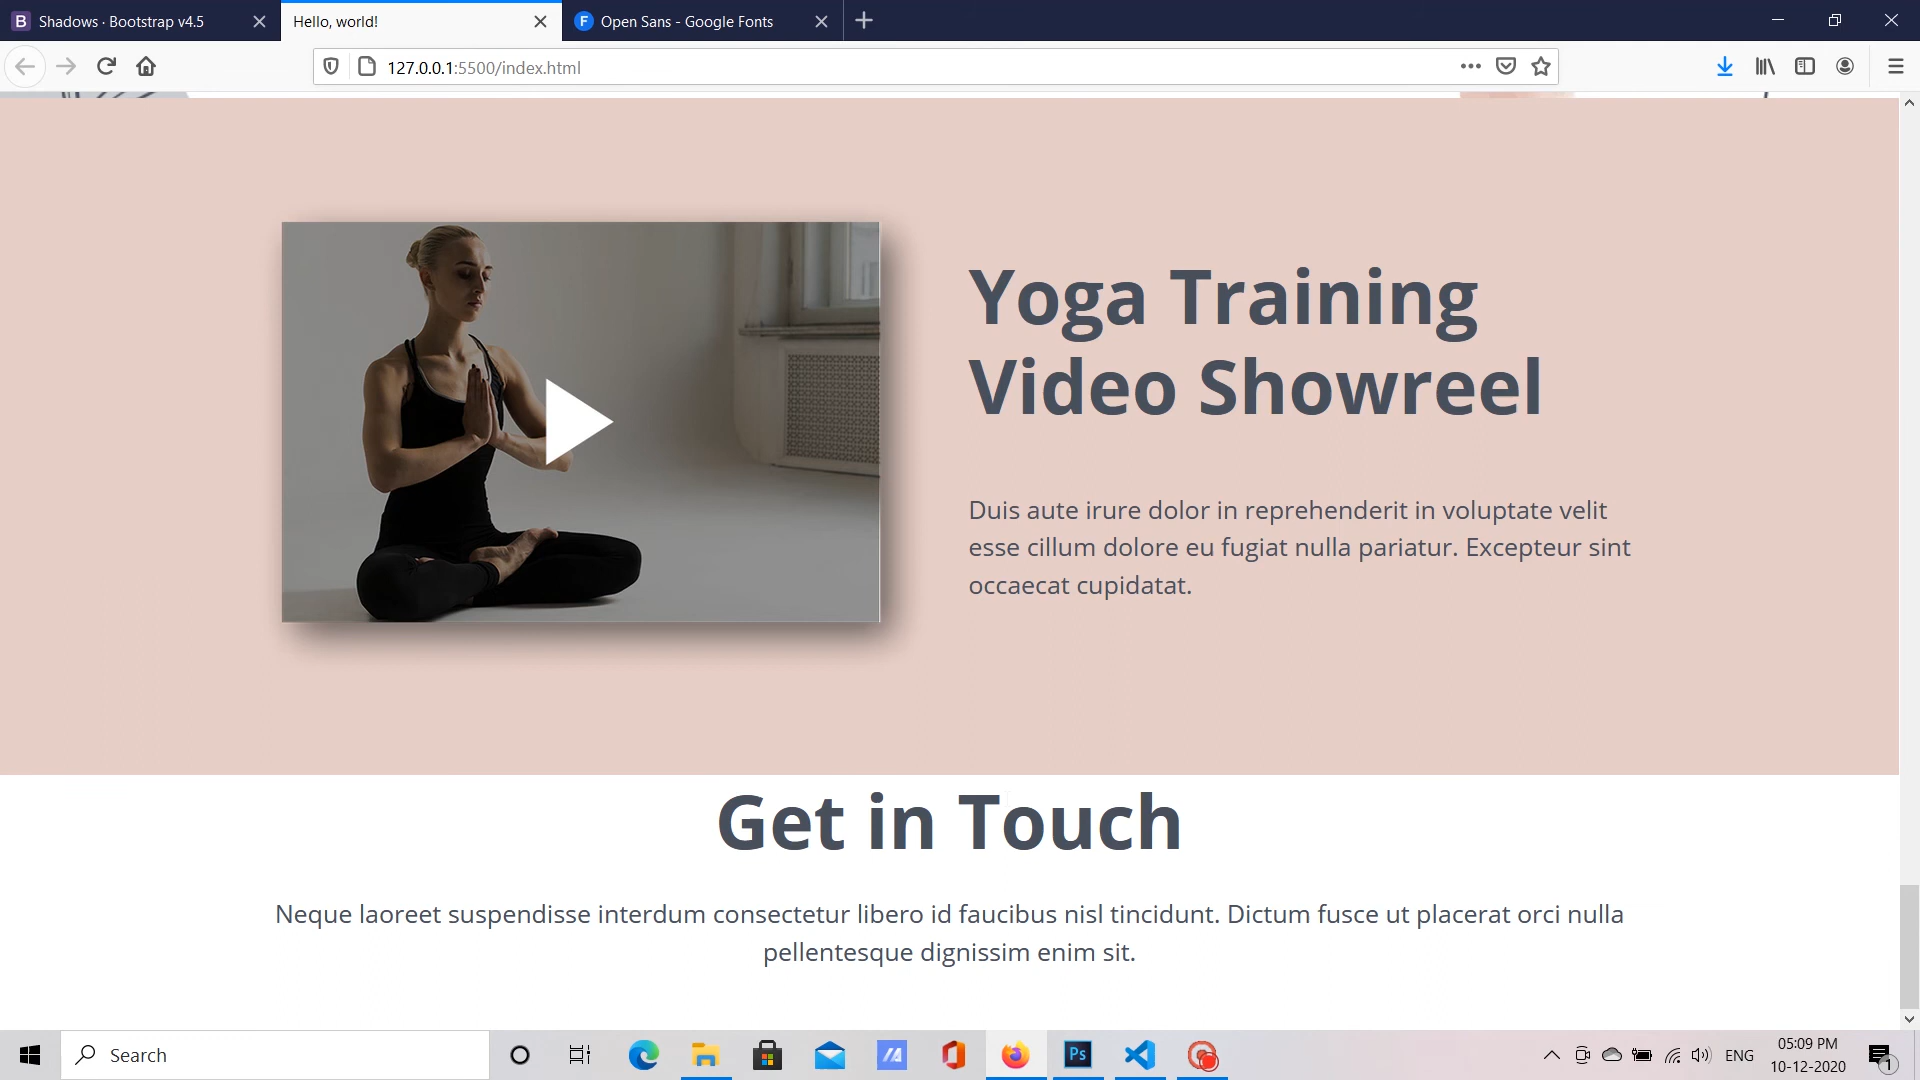 B Shadows · Bootstrap v4.5
Hello, world!
F Open Sans - Google Fonts
127.0.0.1:5500/index.html
Yoga Training
Video Showreel
Duis aute irure dolor in reprehenderit in voluptate velit
esse cillum dolore eu fugiat nulla pariatur. Excepteur sint
occaecat cupidatat.
Get in Touch
Neque laoreet suspendisse interdum consectetur libero id faucibus nisl tincidunt. Dictum fusce ut placerat orci nulla
pellentesque dignissim enim sit.
Search
Ps
ENG
05:09 PM
10-12-2020
1